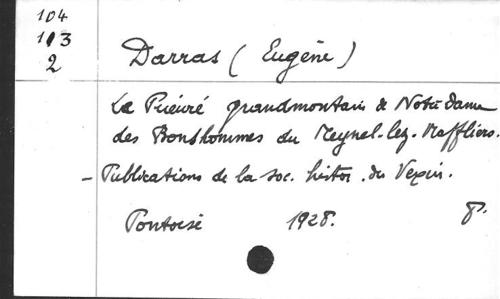 104
113
2
Darras (Eugène)
Le Prieuré grandmontain de Notre Dame
des Bonshommes du Meynel-lez-Maffliers.
- Publications de la soc. histor. du Vexin.
Pontoise 1928. 8°.